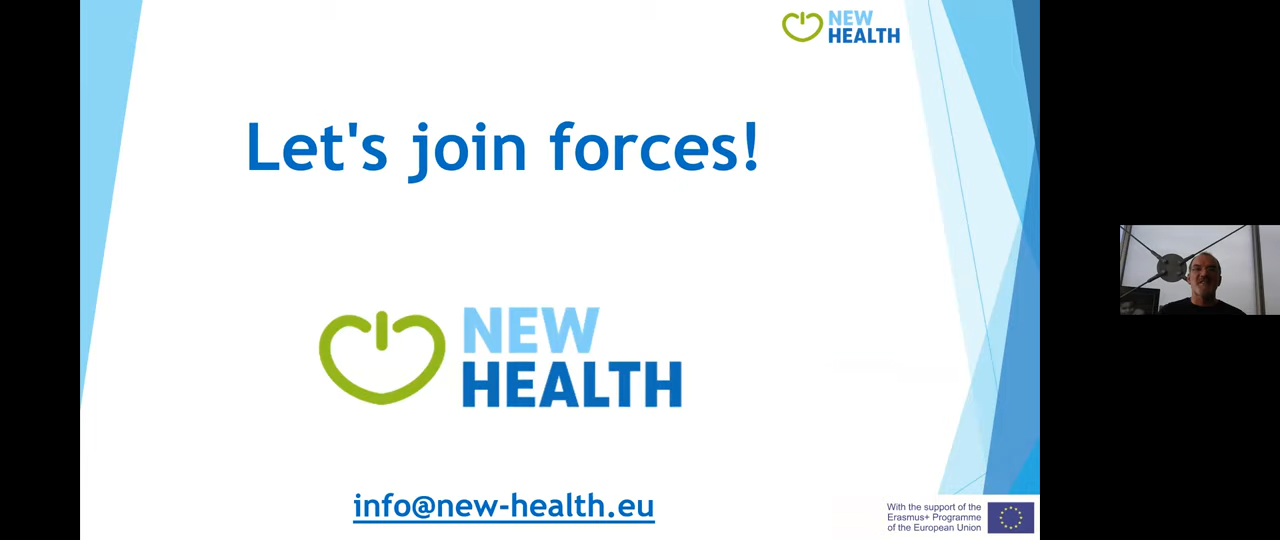 NEW
HEALTH
Let's join forces!
NEW
HEALTH
info@new-health.eu
With the support of the
Erasmus+ Programme
of the European Union